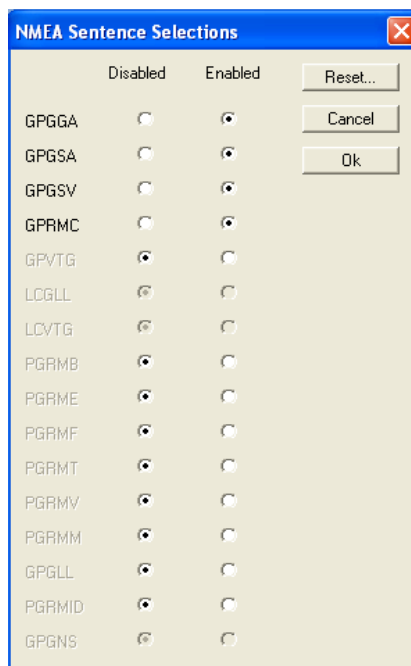 NMEA Sentence Selections
Disabled Enabled Reset...
GPGGA Cancel
GPGSA Ok
GPGSV
GPRMC
GPVTG
LCGLL
LCVTG
PGRMB
PGRME
PGRMF
PGRMT
PGRMV
PGRMM
GPGLL
PGRMID
GPGNS